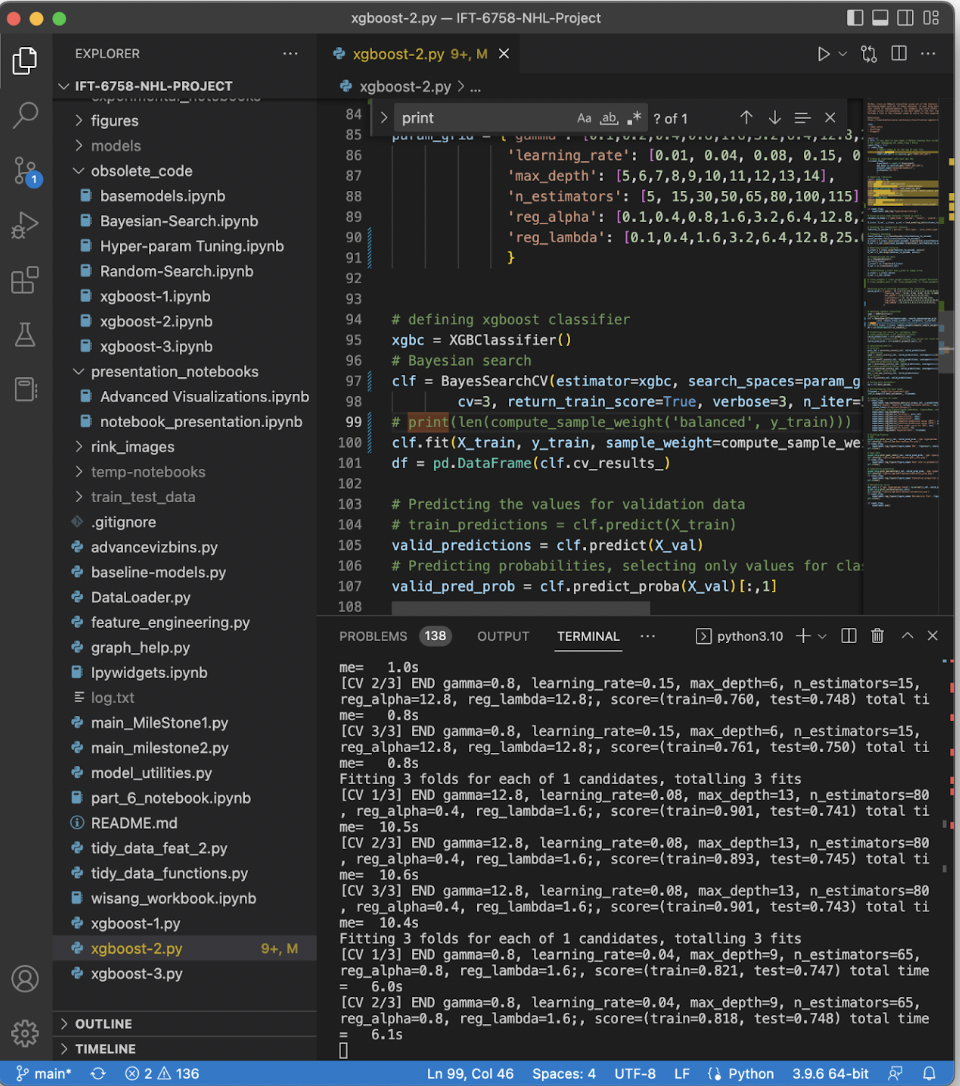 xgboost-2.py — IFT-6758-NHL-Project
EXPLORER
IFT-6758-NHL-PROJECT
experimental_notebooks
figures
models
obsolete_code
basemodels.ipynb
Bayesian-Search.ipynb
Hyper-param Tuning.ipynb
Random-Search.ipynb
xgboost-1.ipynb
xgboost-2.ipynb
xgboost-3.ipynb
presentation_notebooks
Advanced Visualizations.ipynb
notebook_presentation.ipynb
rink_images
temp-notebooks
train_test_data
.gitignore
advancevizbins.py
baseline-models.py
DataLoader.py
feature_engineering.py
graph_help.py
Ipywidgets.ipynb
log.txt
main_MileStone1.py
main_milestone2.py
model_utilities.py
part_6_notebook.ipynb
README.md
tidy_data_feat_2.py
tidy_data_functions.py
wisang_workbook.ipynb
xgboost-1.py
xgboost-2.py 9+, M
xgboost-3.py
OUTLINE
TIMELINE
1
xgboost-2.py 9+, M
xgboost-2.py > ...
print Aa ab .* ? of 1
84
85 param_grid = { 'gamma': [0.1,0.2,0.4,0.8,1.6,3.2,6.4,12.8,
86 'learning_rate': [0.01, 0.04, 0.08, 0.15, 0
87 'max_depth': [5,6,7,8,9,10,11,12,13,14],
88 'n_estimators': [5, 15,30,50,65,80,100,115]
89 'reg_alpha': [0.1,0.4,0.8,1.6,3.2,6.4,12.8,
90 'reg_lambda': [0.1,0.4,1.6,3.2,6.4,12.8,25.
91 }
92
93
94 # defining xgboost classifier
95 xgbc = XGBClassifier()
96 # Bayesian search
97 clf = BayesSearchCV(estimator=xgbc, search_spaces=param_g
98 cv=3, return_train_score=True, verbose=3, n_iter=
99 # print(len(compute_sample_weight('balanced', y_train)))
100 clf.fit(X_train, y_train, sample_weight=compute_sample_we
101 df = pd.DataFrame(clf.cv_results_)
102
103 # Predicting the values for validation data
104 # train_predictions = clf.predict(X_train)
105 valid_predictions = clf.predict(X_val)
106 # Predicting probabilities, selecting only values for cla
107 valid_pred_prob = clf.predict_proba(X_val)[:,1]
108
PROBLEMS 138 OUTPUT TERMINAL ··· python3.10
me=   1.0s
[CV 2/3] END gamma=0.8, learning_rate=0.15, max_depth=6, n_estimators=15,
reg_alpha=12.8, reg_lambda=12.8;, score=(train=0.760, test=0.748) total ti
me=   0.8s
[CV 3/3] END gamma=0.8, learning_rate=0.15, max_depth=6, n_estimators=15,
reg_alpha=12.8, reg_lambda=12.8;, score=(train=0.761, test=0.750) total ti
me=   0.8s
Fitting 3 folds for each of 1 candidates, totalling 3 fits
[CV 1/3] END gamma=12.8, learning_rate=0.08, max_depth=13, n_estimators=80
, reg_alpha=0.4, reg_lambda=1.6;, score=(train=0.901, test=0.741) total ti
me=  10.5s
[CV 2/3] END gamma=12.8, learning_rate=0.08, max_depth=13, n_estimators=80
, reg_alpha=0.4, reg_lambda=1.6;, score=(train=0.893, test=0.745) total ti
me=  10.6s
[CV 3/3] END gamma=12.8, learning_rate=0.08, max_depth=13, n_estimators=80
, reg_alpha=0.4, reg_lambda=1.6;, score=(train=0.901, test=0.743) total ti
me=  10.4s
Fitting 3 folds for each of 1 candidates, totalling 3 fits
[CV 1/3] END gamma=0.8, learning_rate=0.04, max_depth=9, n_estimators=65,
reg_alpha=0.8, reg_lambda=1.6;, score=(train=0.821, test=0.747) total time
=   6.0s
[CV 2/3] END gamma=0.8, learning_rate=0.04, max_depth=9, n_estimators=65,
reg_alpha=0.8, reg_lambda=1.6;, score=(train=0.818, test=0.748) total time
=   6.1s
main* 2 136 Ln 99, Col 46 Spaces: 4 UTF-8 LF Python 3.9.6 64-bit